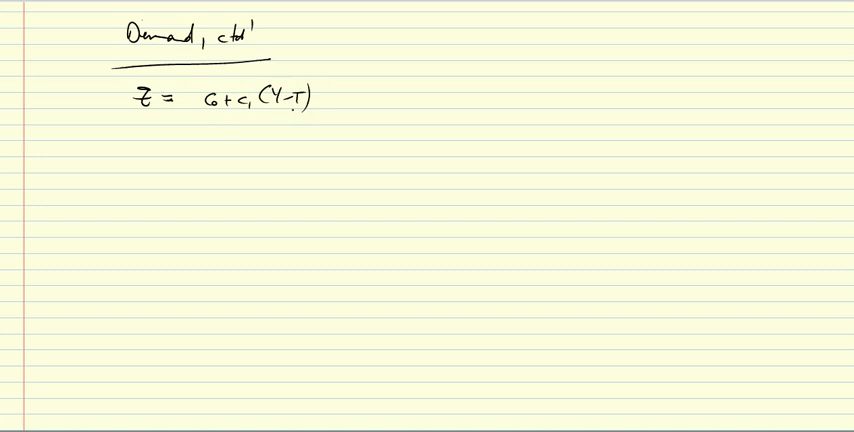 Demand, ctd'
Z = c₀ + c₁ (Y-T)